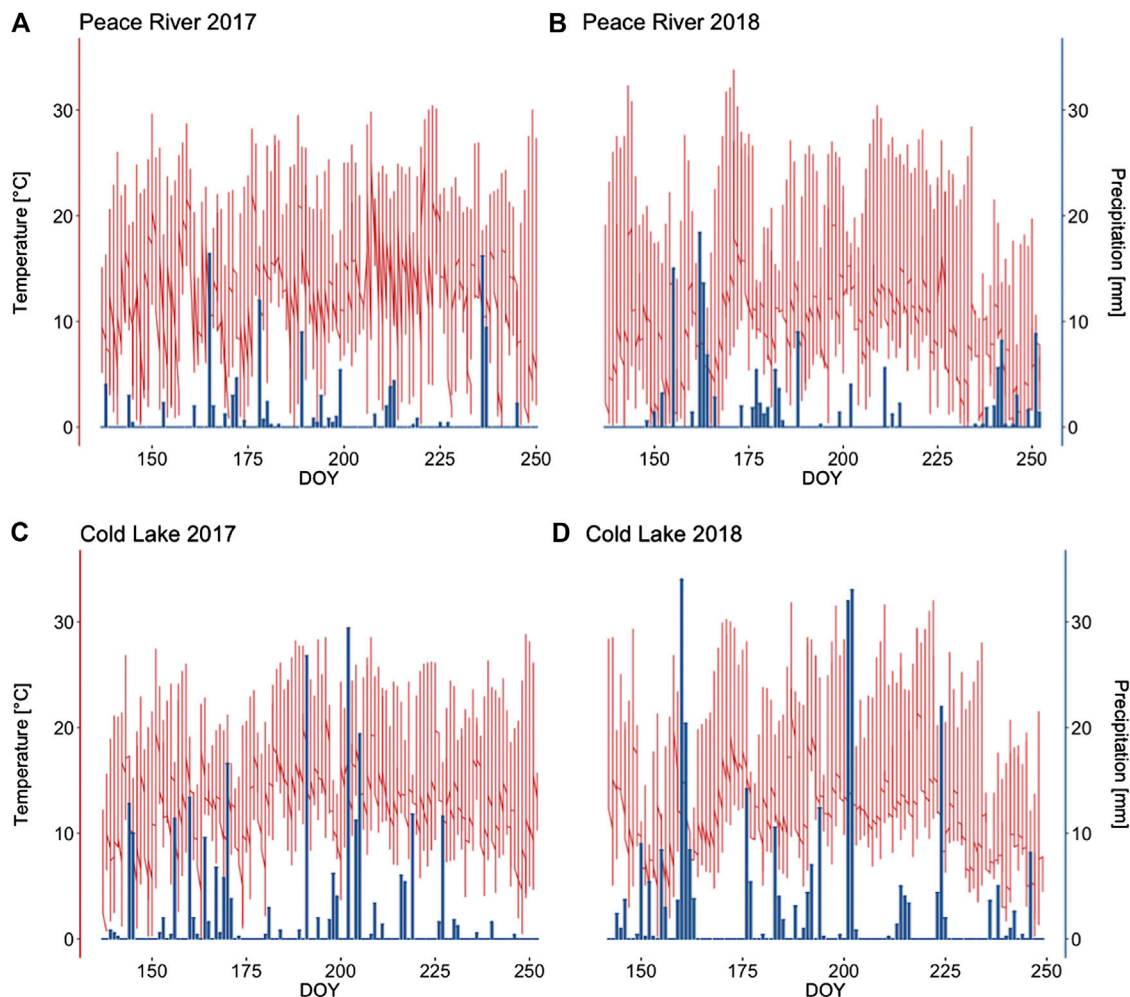 A Peace River 2017
B Peace River 2018
Temperature [°C]
30
20
10
0
150 175 200 225 250
DOY
150 175 200 225 250
DOY
30
20
10
0
Precipitation [mm]
C Cold Lake 2017
D Cold Lake 2018
Temperature [°C]
30
20
10
0
150 175 200 225 250
DOY
150 175 200 225 250
DOY
30
20
10
0
Precipitation [mm]